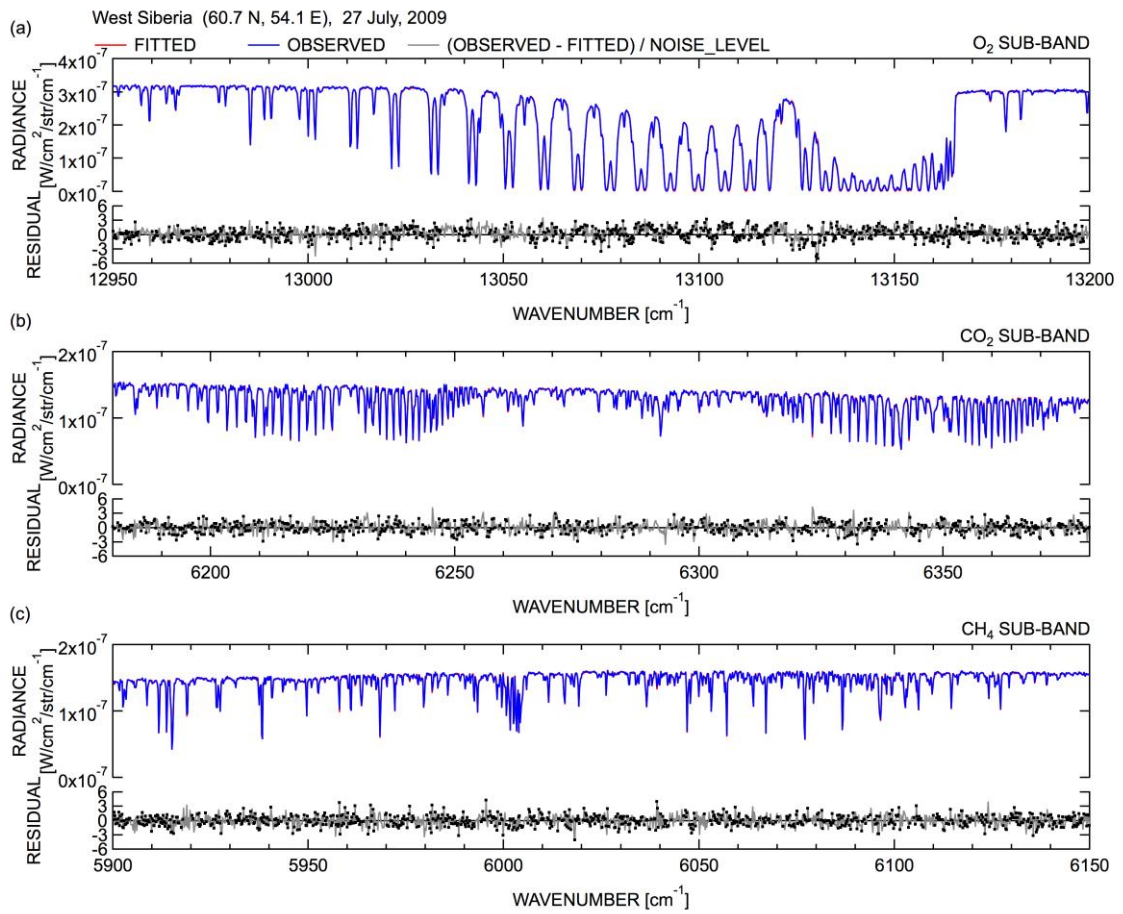 West Siberia (60.7 N, 54.1 E), 27 July, 2009
(a)
FITTED OBSERVED (OBSERVED - FITTED) / NOISE_LEVEL
O₂ SUB-BAND
RADIANCE
[W/cm²/str/cm⁻¹]
4x10⁻⁷
3x10⁻⁷
2x10⁻⁷
1x10⁻⁷
0x10⁻⁷
RESIDUAL
6
3
0
-3
-6
12950 13000 13050 13100 13150 13200
WAVENUMBER [cm⁻¹]
(b)
CO₂ SUB-BAND
RADIANCE
[W/cm²/str/cm⁻¹]
2x10⁻⁷
1x10⁻⁷
0x10⁻⁷
RESIDUAL
6
3
0
-3
-6
6200 6250 6300 6350
WAVENUMBER [cm⁻¹]
(c)
CH₄ SUB-BAND
RADIANCE
[W/cm²/str/cm⁻¹]
2x10⁻⁷
1x10⁻⁷
0x10⁻⁷
RESIDUAL
6
3
0
-3
-6
5900 5950 6000 6050 6100 6150
WAVENUMBER [cm⁻¹]